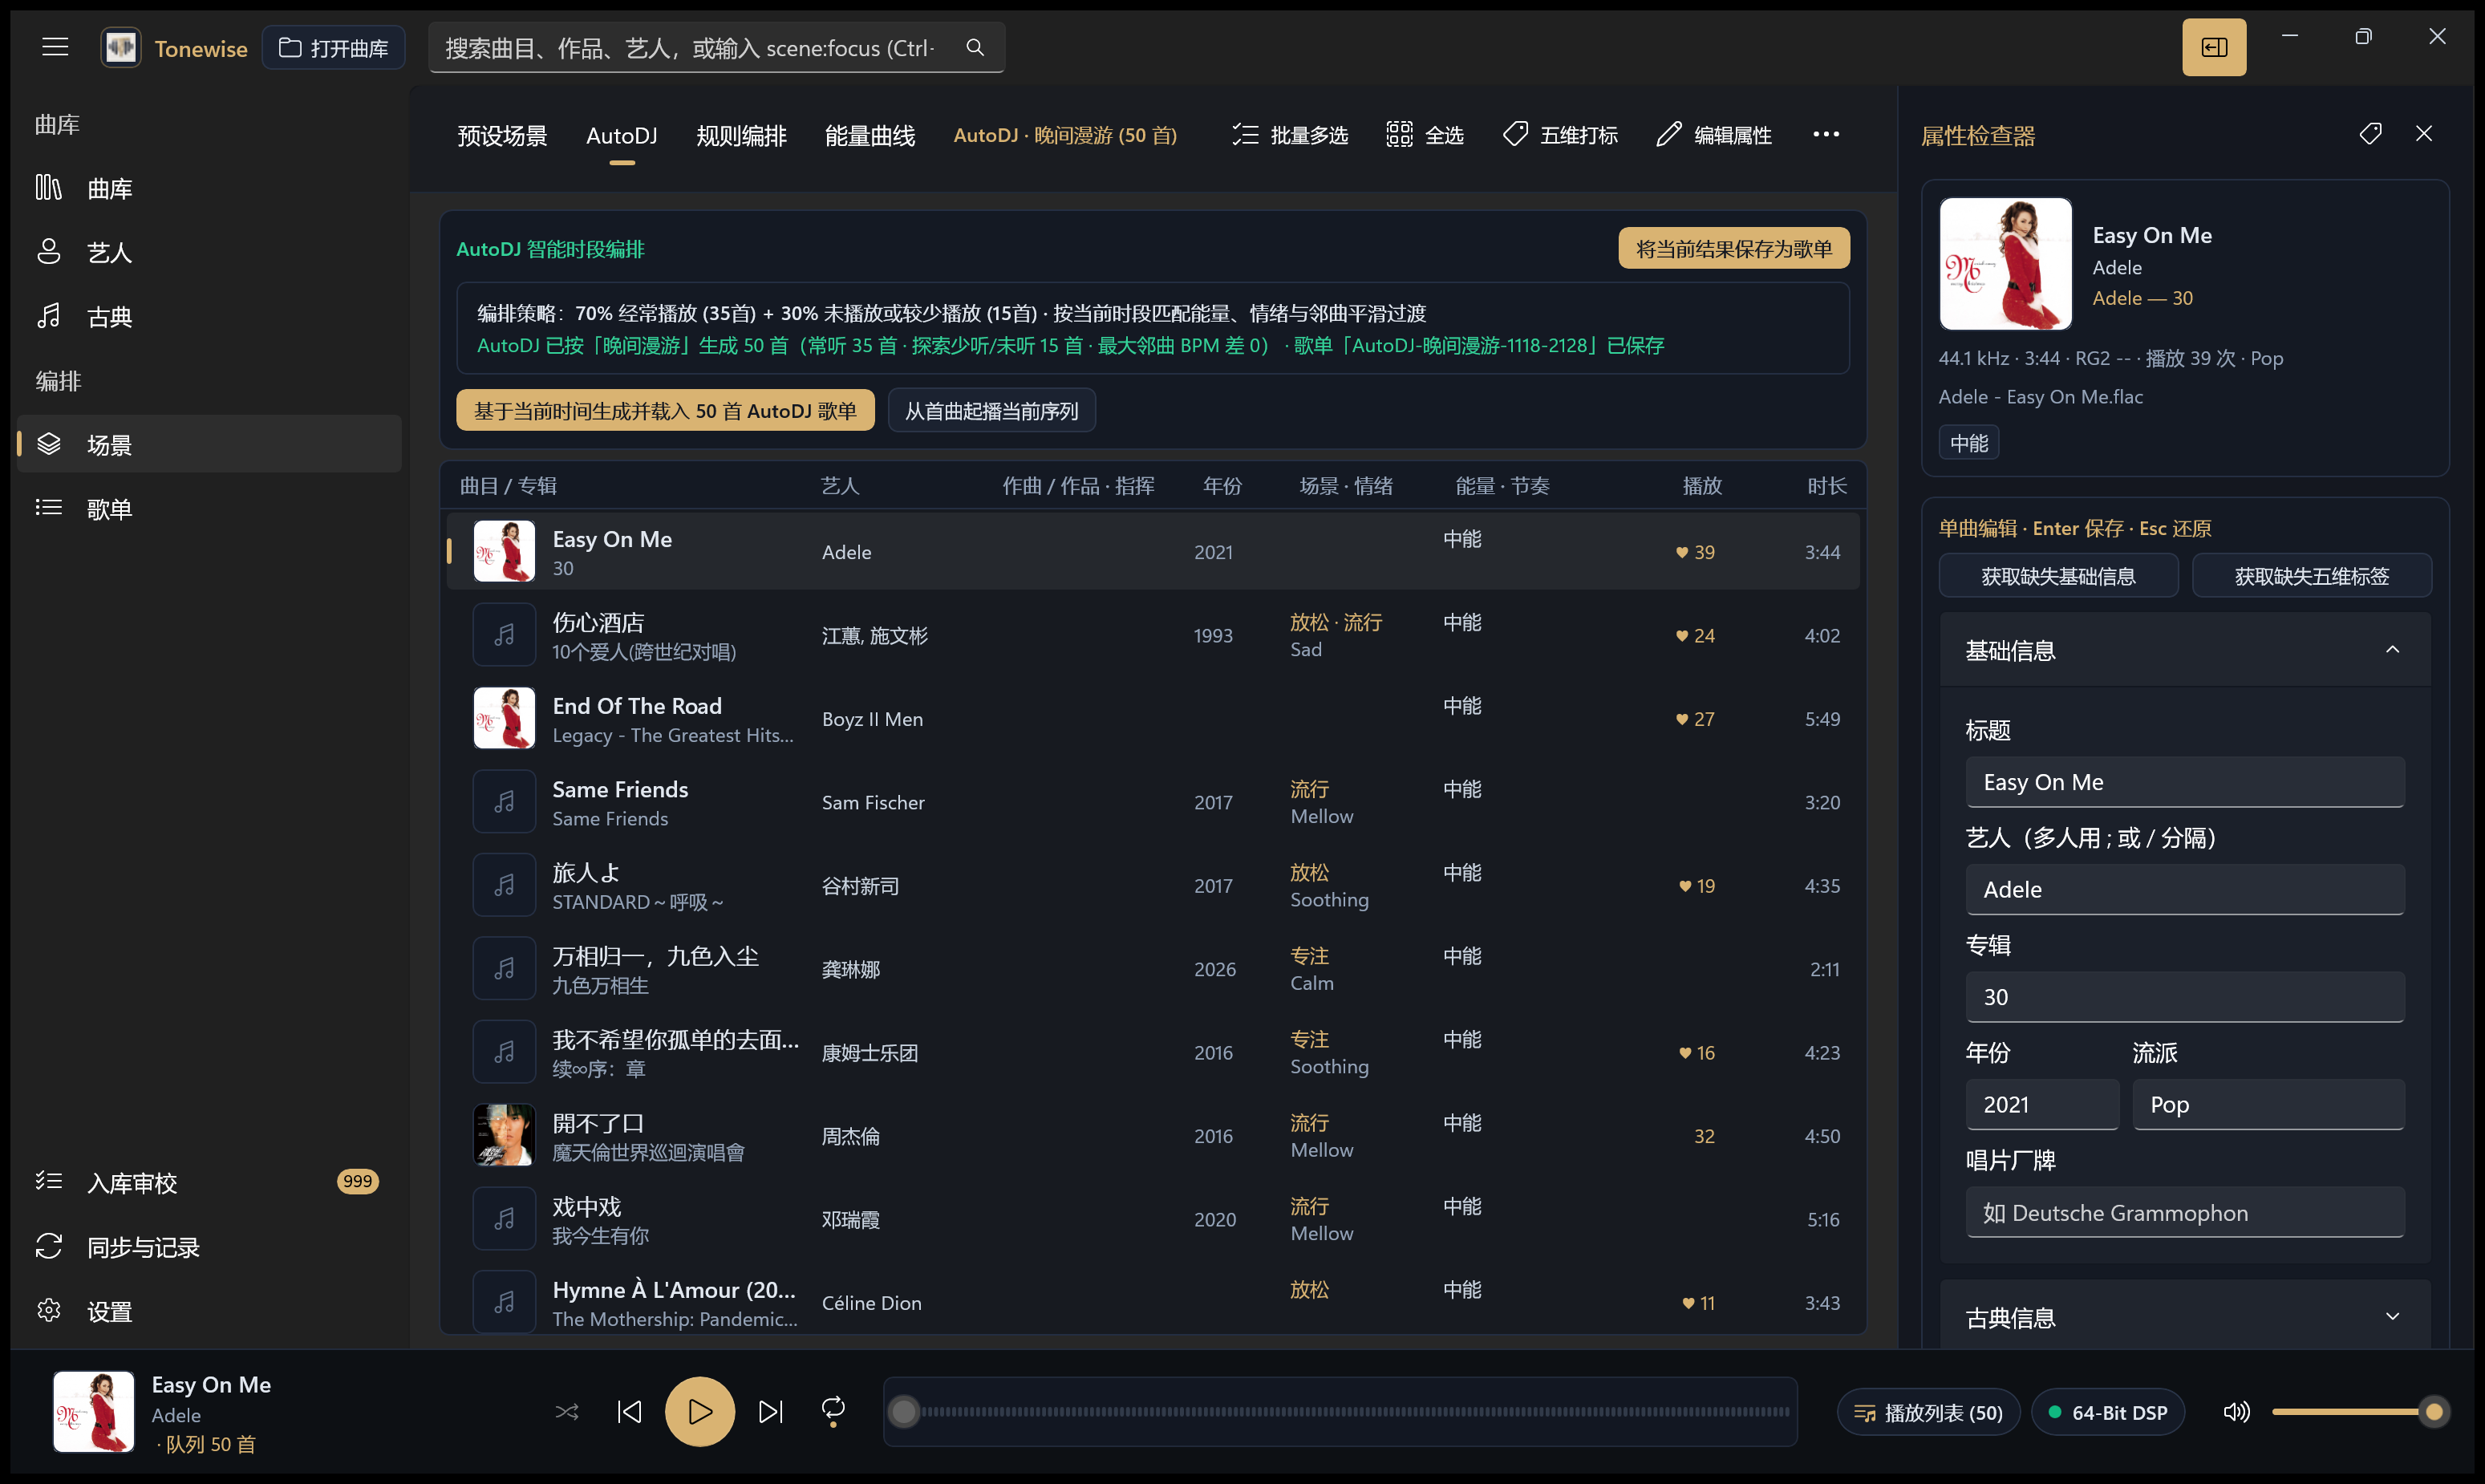 Tonewise
打开曲库
搜索曲目、作品、艺人，或输入 scene:focus (Ctrl·
曲库
曲库
艺人
古典
编排
场景
歌单
入库审校
999
同步与记录
设置
预设场景
AutoDJ
规则编排
能量曲线
AutoDJ · 晚间漫游 (50 首)
批量多选
全选
五维打标
编辑属性
AutoDJ 智能时段编排
将当前结果保存为歌单
编排策略：70% 经常播放 (35首) + 30% 未播放或较少播放 (15首) · 按当前时段匹配能量、情绪与邻曲平滑过渡
AutoDJ 已按「晚间漫游」生成 50 首（常听 35 首 · 探索少听/未听 15 首 · 最大邻曲 BPM 差 0） · 歌单「AutoDJ-晚间漫游-1118-2128」已保存
基于当前时间生成并载入 50 首 AutoDJ 歌单
从首曲起播当前序列
曲目 / 专辑 艺人 作曲 / 作品 · 指挥 年份 场景 · 情绪 能量 · 节奏 播放 时长
Easy On Me
30
Adele
2021
中能
39
3:44
伤心酒店
10个爱人(跨世纪对唱)
江蕙, 施文彬
1993
放松 · 流行
Sad
中能
24
4:02
End Of The Road
Legacy - The Greatest Hits...
Boyz II Men
中能
27
5:49
Same Friends
Same Friends
Sam Fischer
2017
流行
Mellow
中能
3:20
旅人よ
STANDARD～呼吸～
谷村新司
2017
放松
Soothing
中能
19
4:35
万相归一，九色入尘
九色万相生
龚琳娜
2026
专注
Calm
中能
2:11
我不希望你孤单的去面...
续∞序：章
康姆士乐团
2016
专注
Soothing
中能
16
4:23
開不了口
魔天倫世界巡迴演唱會
周杰倫
2016
流行
Mellow
中能
32
4:50
戏中戏
我今生有你
邓瑞霞
2020
流行
Mellow
中能
5:16
Hymne À L'Amour (20...
The Mothership: Pandemic...
Céline Dion
放松
中能
11
3:43
属性检查器
Easy On Me
Adele
Adele — 30
44.1 kHz · 3:44 · RG2 -- · 播放 39 次 · Pop
Adele - Easy On Me.flac
中能
单曲编辑 · Enter 保存 · Esc 还原
获取缺失基础信息
获取缺失五维标签
基础信息
标题
Easy On Me
艺人（多人用 ; 或 / 分隔）
Adele
专辑
30
年份 流派
2021 Pop
唱片厂牌
如 Deutsche Grammophon
古典信息
Easy On Me
Adele
· 队列 50 首
播放列表 (50)
64-Bit DSP